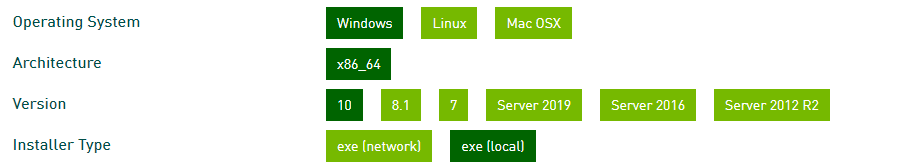 Operating System Windows Linux Mac OSX
Architecture x86_64
Version 10 8.1 7 Server 2019 Server 2016 Server 2012 R2
Installer Type exe (network) exe (local)